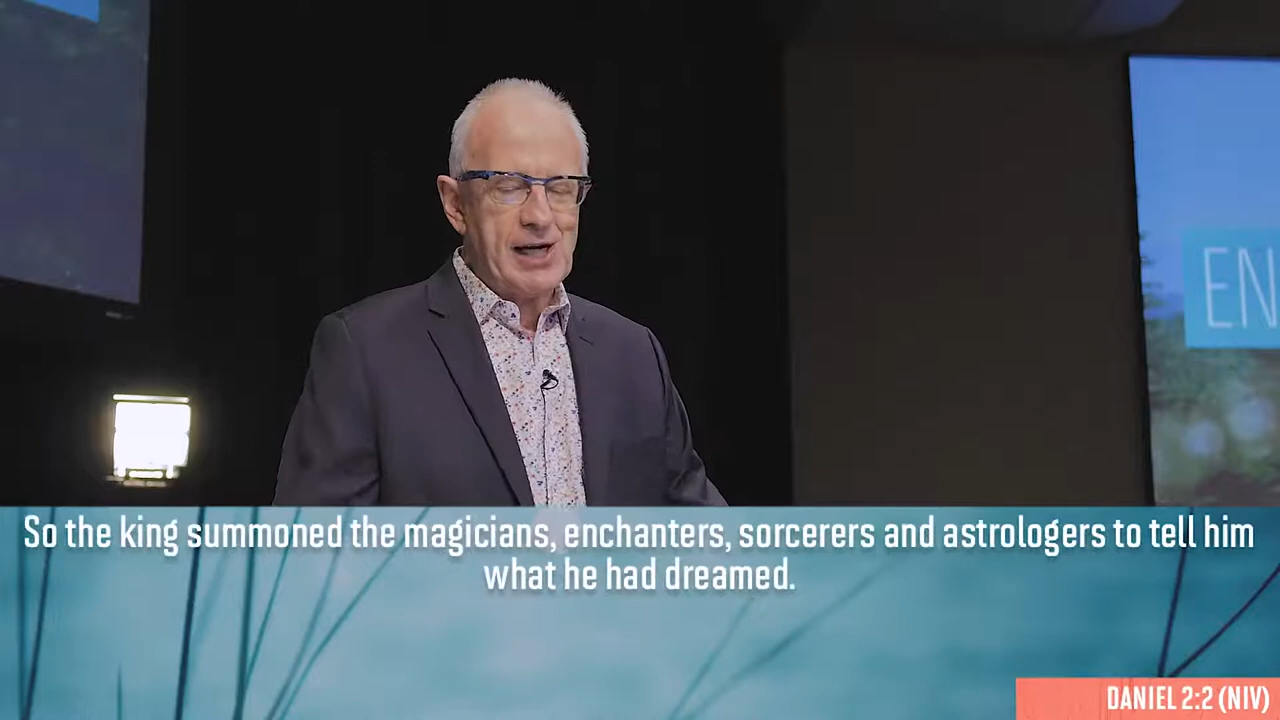 EN
So the king summoned the magicians, enchanters, sorcerers and astrologers to tell him
what he had dreamed.
DANIEL 2:2 (NIV)